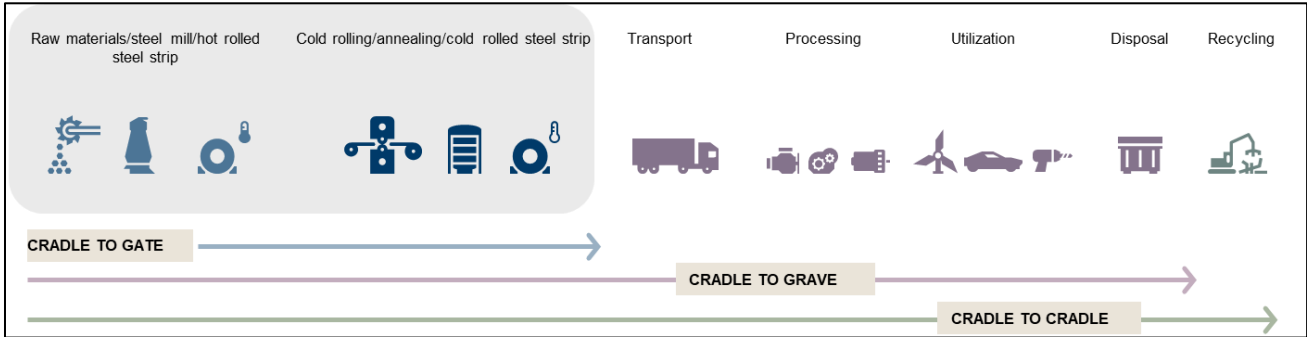 Raw materials/steel mill/hot rolled
steel strip
Cold rolling/annealing/cold rolled steel strip
Transport
Processing
Utilization
Disposal
Recycling
CRADLE TO GATE
CRADLE TO GRAVE
CRADLE TO CRADLE